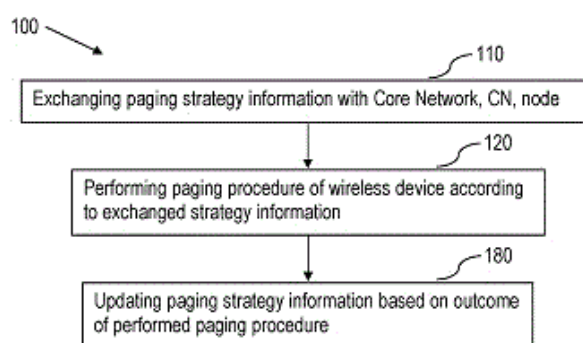 100
110
Exchanging paging strategy information with Core Network, CN, node
120
Performing paging procedure of wireless device according
to exchanged strategy information
180
Updating paging strategy information based on outcome
of performed paging procedure